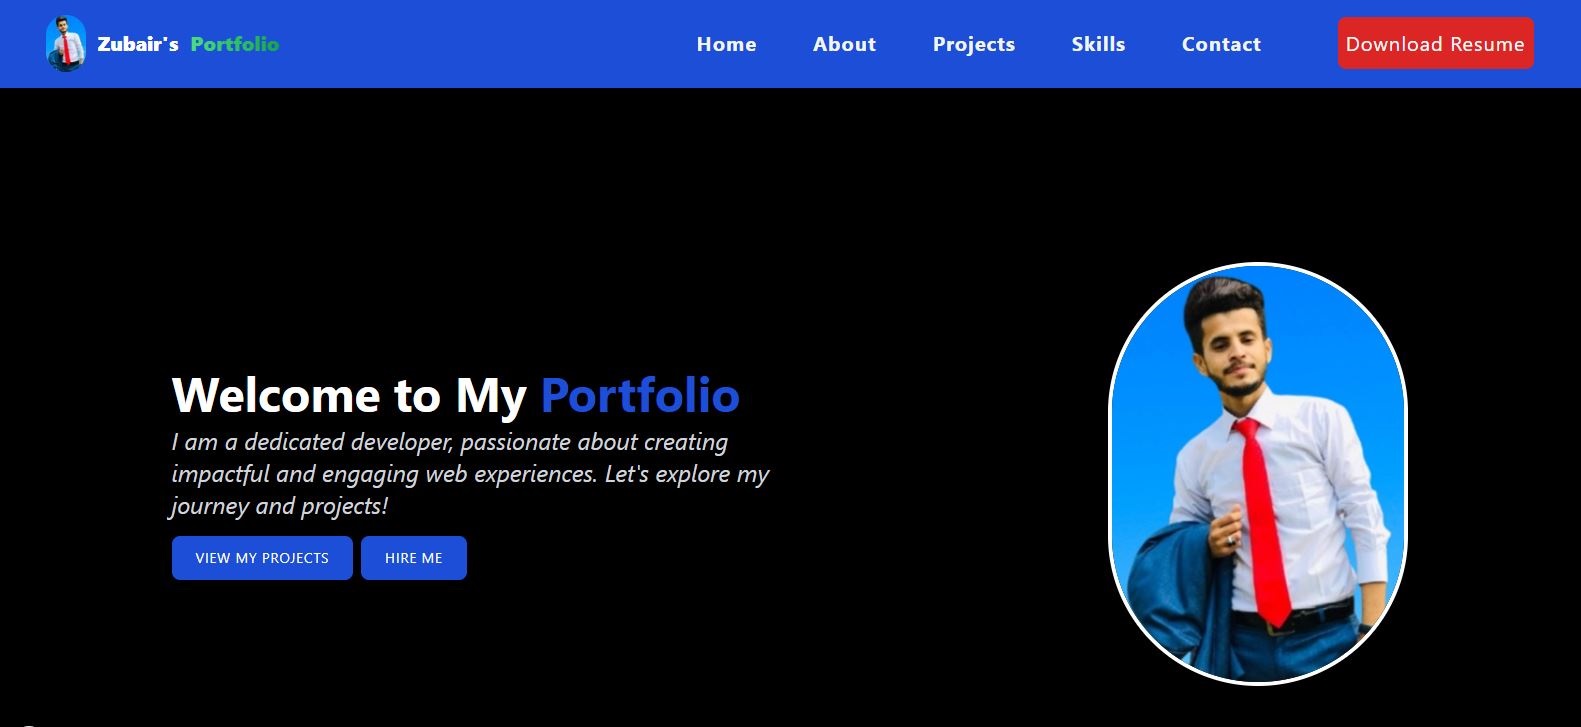 Zubair's Portfolio
Home
About
Projects
Skills
Contact
Download Resume
Welcome to My Portfolio
I am a dedicated developer, passionate about creating
impactful and engaging web experiences. Let's explore my
journey and projects!
VIEW MY PROJECTS
HIRE ME